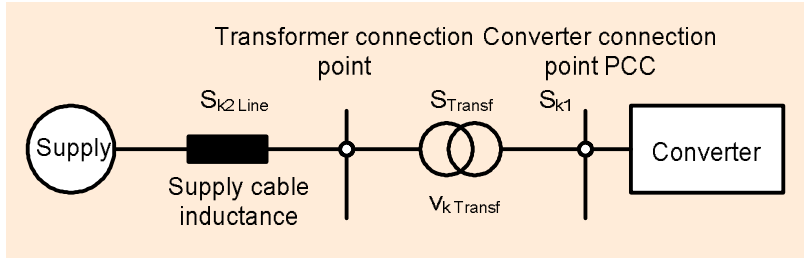 Transformer connection
point
Converter connection
point PCC
Sk2 Line
STransf
Sk1
Supply
Converter
Supply cable
inductance
Vk Transf